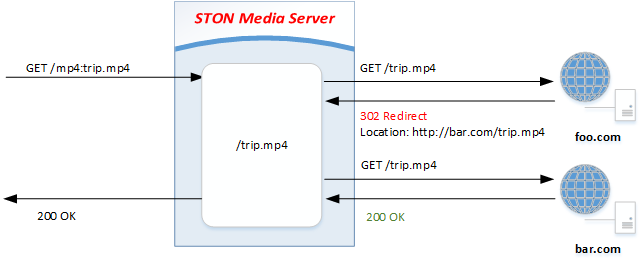 STON Media Server
GET /mp4:trip.mp4
GET /trip.mp4
302 Redirect
Location: http://bar.com/trip.mp4
foo.com
/trip.mp4
GET /trip.mp4
200 OK
200 OK
bar.com